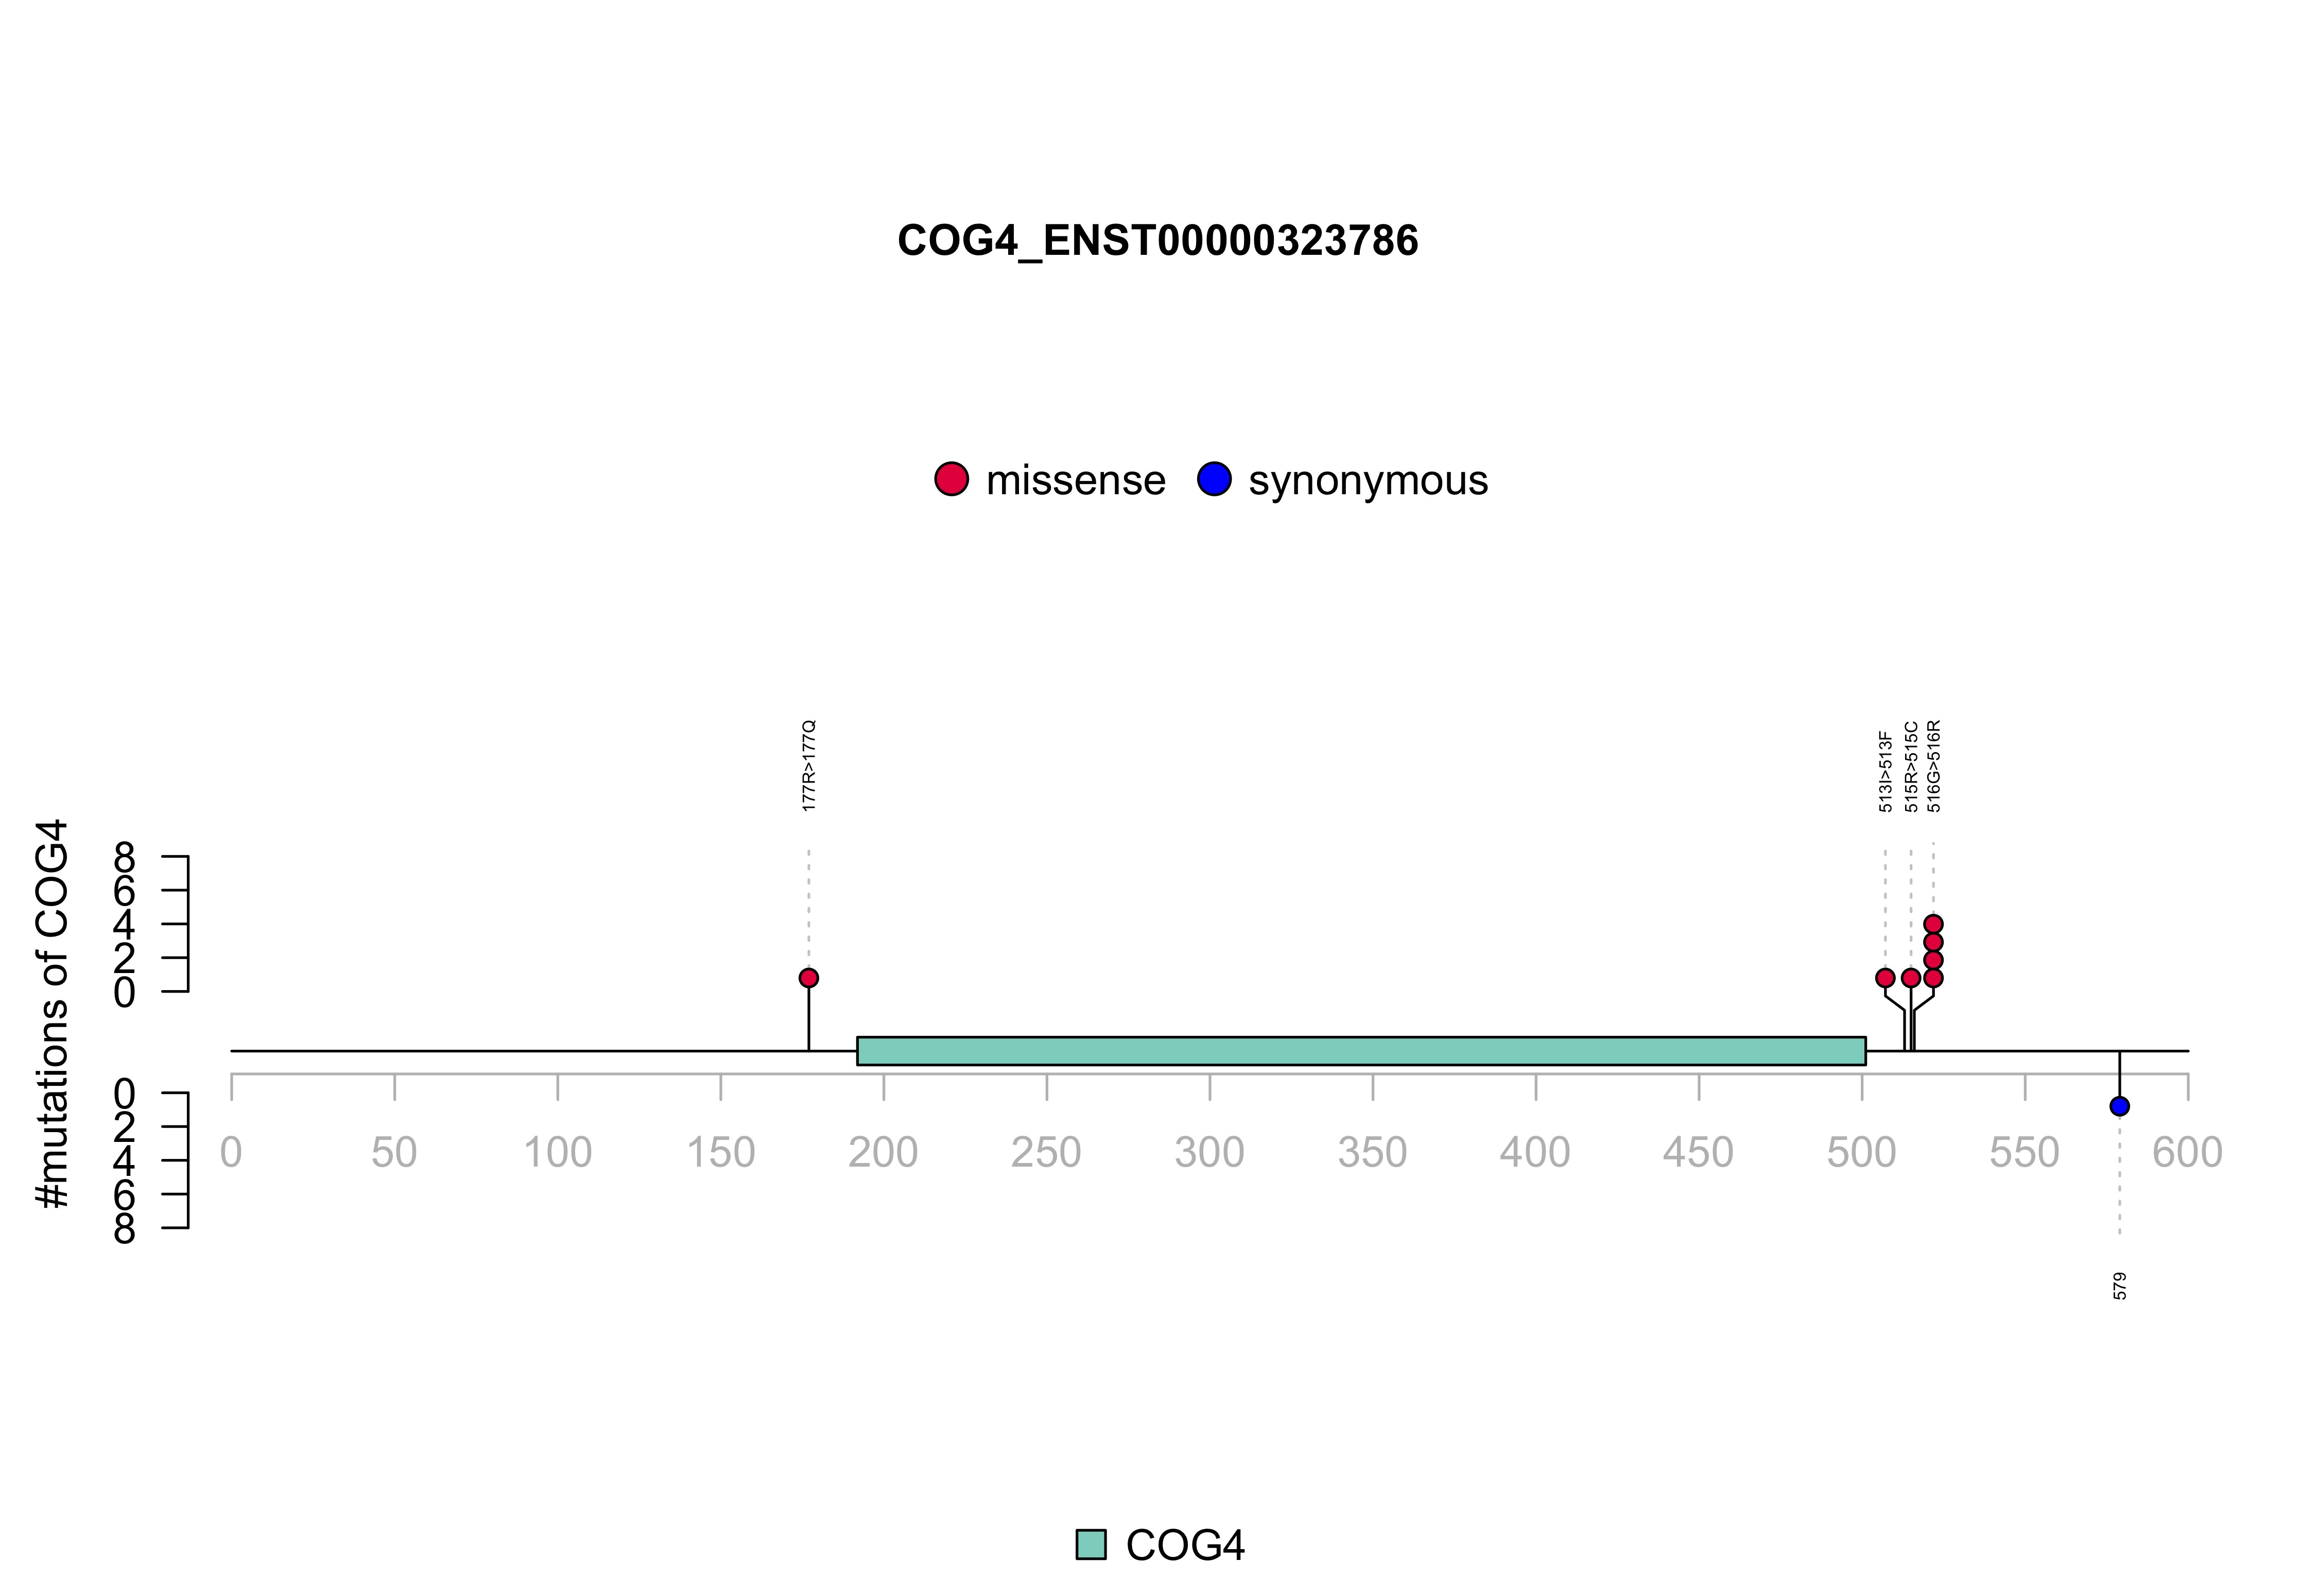 COG4_ENST00000323786
missense synonymous
177R>177Q
513I>513F
515R>515C
516G>516R
#mutations of COG4
8
6
4
2
0
0
2
4
6
8
0 50 100 150 200 250 300 350 400 450 500 550 600
579
COG4